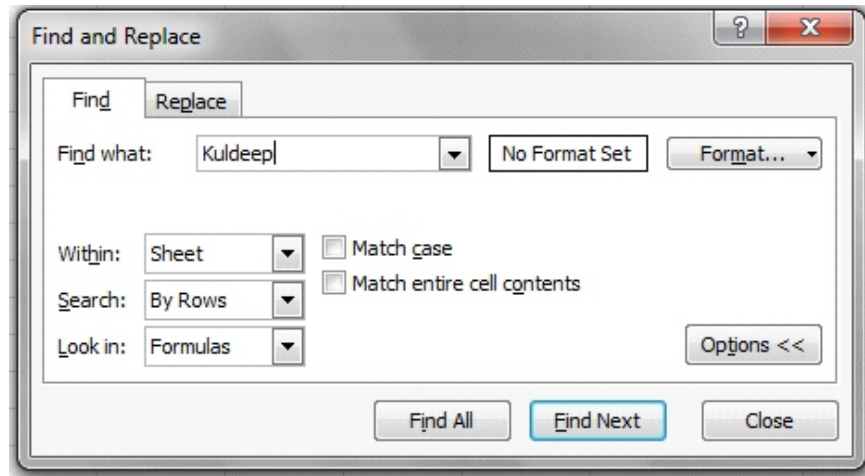 Find and Replace
Find Replace
Find what: Kuldeep No Format Set Format...
Within: Sheet Match case
Match entire cell contents
Search: By Rows
Look in: Formulas Options <<
Find All Find Next Close